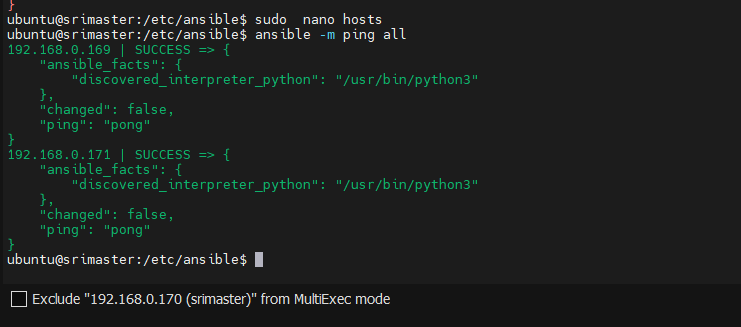 }
ubuntu@srimaster:/etc/ansible$ sudo  nano hosts
ubuntu@srimaster:/etc/ansible$ ansible -m ping all
192.168.0.169 | SUCCESS => {
    "ansible_facts": {
        "discovered_interpreter_python": "/usr/bin/python3"
    },
    "changed": false,
    "ping": "pong"
}
192.168.0.171 | SUCCESS => {
    "ansible_facts": {
        "discovered_interpreter_python": "/usr/bin/python3"
    },
    "changed": false,
    "ping": "pong"
}
ubuntu@srimaster:/etc/ansible$
Exclude "192.168.0.170 (srimaster)" from MultiExec mode